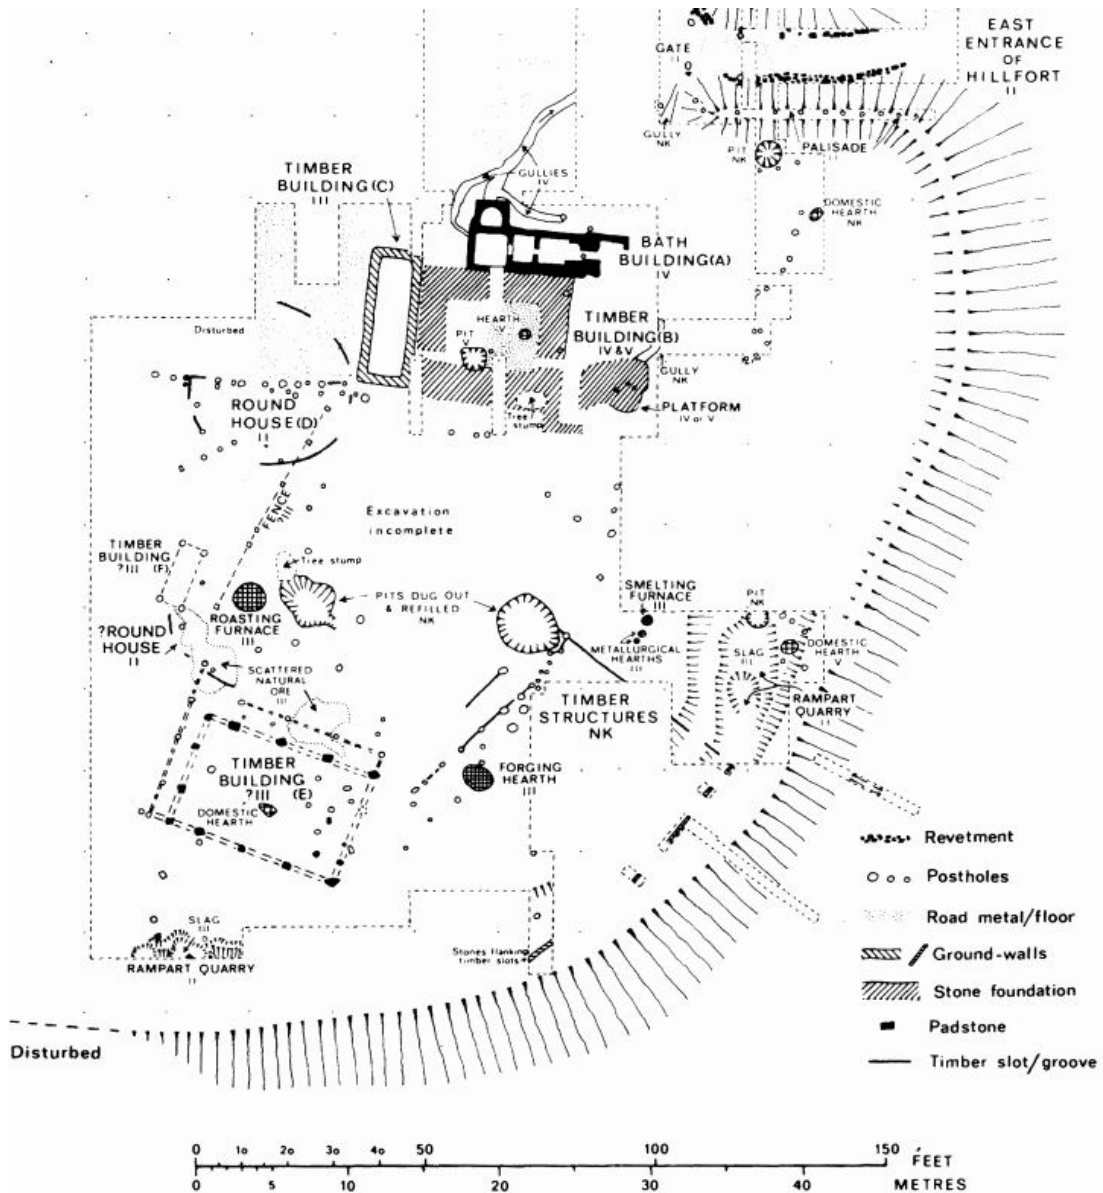 EAST
ENTRANCE
OF
HILLFORT
II
GATE
II
GULLY
NK
PIT
NK
PALISADE
II
DOMESTIC
HEARTH
NK
GULLIES
IV
TIMBER
BUILDING(C)
III
BATH
BUILDING(A)
IV
Disturbed
HEARTH
V
PIT
V
TIMBER
BUILDING(B)
IV & V
GULLY
NK
PLATFORM
IV or V
Tree
stump
ROUND
HOUSE(D)
II
FENCE
?III
Excavation
incomplete
TIMBER
BUILDING
?III (F)
Tree stump
ROASTING
FURNACE
III
PITS DUG OUT
& REFILLED
NK
SMELTING
FURNACE
III
METALLURGICAL
HEARTHS
III
PIT
NK
SLAG
III
DOMESTIC
HEARTH
V
RAMPART
QUARRY
II
?ROUND
HOUSE
II
SCATTERED
NATURAL
ORE
III
TIMBER
STRUCTURES
NK
TIMBER
BUILDING
?III (E)
DOMESTIC
HEARTH
FORGING
HEARTH
III
SLAG
III
RAMPART QUARRY
II
Stones flanking
timber slots
Disturbed
Revetment
Postholes
Road metal/floor
Ground-walls
Stone foundation
Padstone
Timber slot/groove
0 10 20 30 40 50 100 150 FEET
0 5 10 20 30 40 METRES